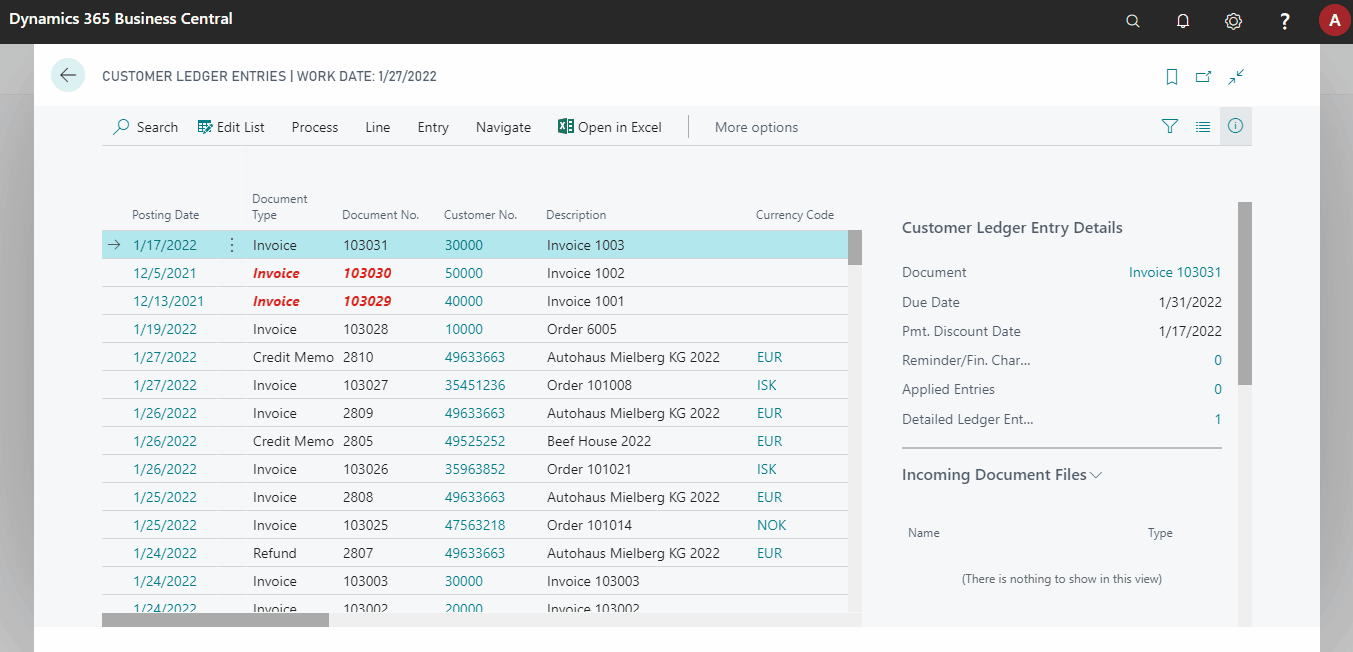 Dynamics 365 Business Central
? A
CUSTOMER LEDGER ENTRIES | WORK DATE: 1/27/2022
Search Edit List Process Line Entry Navigate Open in Excel More options
Posting Date Document Type Document No. Customer No. Description Currency Code
1/17/2022 Invoice 103031 30000 Invoice 1003
12/5/2021 Invoice 103030 50000 Invoice 1002
12/13/2021 Invoice 103029 40000 Invoice 1001
1/19/2022 Invoice 103028 10000 Order 6005
1/27/2022 Credit Memo 2810 49633663 Autohaus Mielberg KG 2022 EUR
1/27/2022 Invoice 103027 35451236 Order 101008 ISK
1/26/2022 Invoice 2809 49633663 Autohaus Mielberg KG 2022 EUR
1/26/2022 Credit Memo 2805 49525252 Beef House 2022 EUR
1/26/2022 Invoice 103026 35963852 Order 101021 ISK
1/25/2022 Invoice 2808 49633663 Autohaus Mielberg KG 2022 EUR
1/25/2022 Invoice 103025 47563218 Order 101014 NOK
1/24/2022 Refund 2807 49633663 Autohaus Mielberg KG 2022 EUR
1/24/2022 Invoice 103003 30000 Invoice 103003
1/24/2022 Invoice 103002 20000 Invoice 103002
Customer Ledger Entry Details
Document Invoice 103031
Due Date 1/31/2022
Pmt. Discount Date 1/17/2022
Reminder/Fin. Char... 0
Applied Entries 0
Detailed Ledger Ent... 1
Incoming Document Files
Name Type
(There is nothing to show in this view)